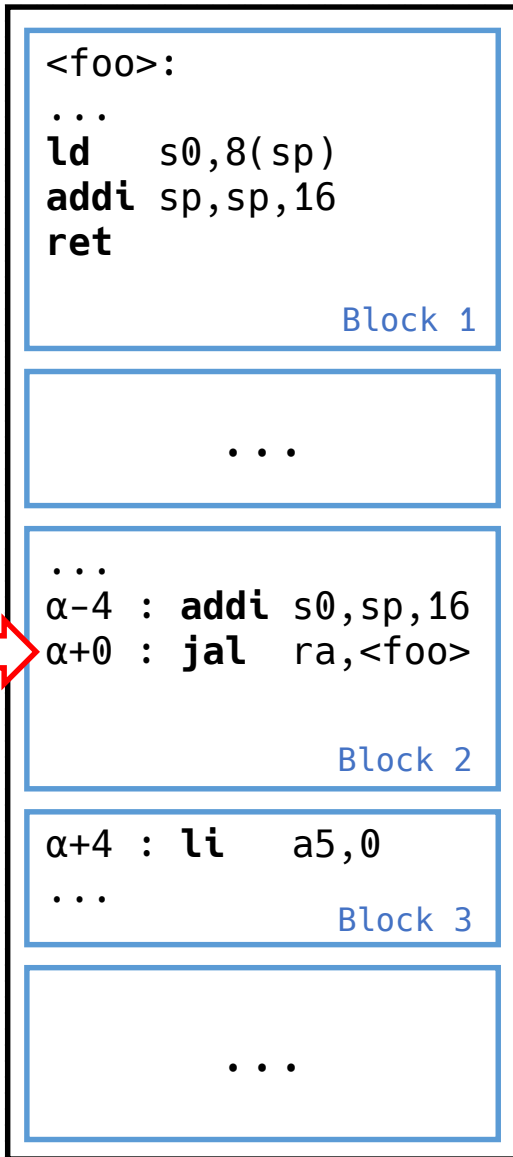 <foo>:
...
ld s0,8(sp)
addi sp,sp,16
ret
Block 1
...
...
α-4 : addi s0,sp,16
α+0 : jal ra,<foo>
Block 2
α+4 : li a5,0
...
Block 3
...